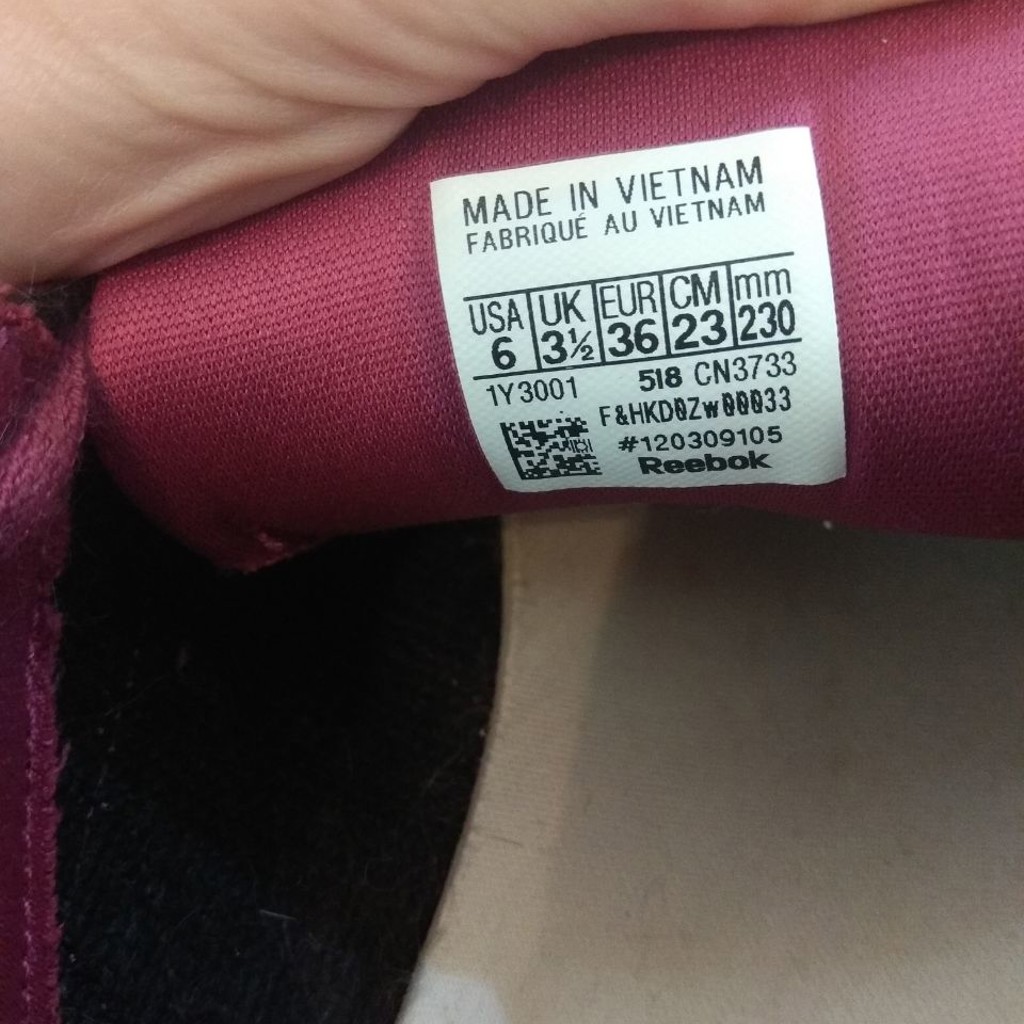 MADE IN VIETNAM
FABRIQUÉ AU VIETNAM
USA UK EUR CM mm
6 3½ 36 23 230
1Y3001 518 CN3733
F&HKD0Zw00033
#120309105
Reebok